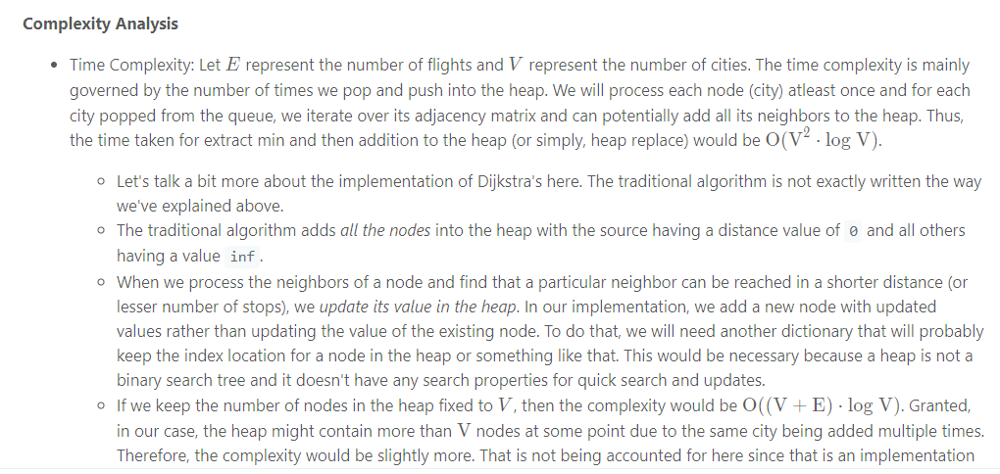 Complexity Analysis
• Time Complexity: Let E represent the number of flights and V represent the number of cities. The time complexity is mainly
governed by the number of times we pop and push into the heap. We will process each node (city) atleast once and for each
city popped from the queue, we iterate over its adjacency matrix and can potentially add all its neighbors to the heap. Thus,
the time taken for extract min and then addition to the heap (or simply, heap replace) would be O(V² · log V).
◦ Let's talk a bit more about the implementation of Dijkstra's here. The traditional algorithm is not exactly written the way
we've explained above.
◦ The traditional algorithm adds all the nodes into the heap with the source having a distance value of 0 and all others
having a value inf.
◦ When we process the neighbors of a node and find that a particular neighbor can be reached in a shorter distance (or
lesser number of stops), we update its value in the heap. In our implementation, we add a new node with updated
values rather than updating the value of the existing node. To do that, we will need another dictionary that will probably
keep the index location for a node in the heap or something like that. This would be necessary because a heap is not a
binary search tree and it doesn't have any search properties for quick search and updates.
◦ If we keep the number of nodes in the heap fixed to V, then the complexity would be O((V + E) · log V). Granted,
in our case, the heap might contain more than V nodes at some point due to the same city being added multiple times.
Therefore, the complexity would be slightly more. That is not being accounted for here since that is an implementation